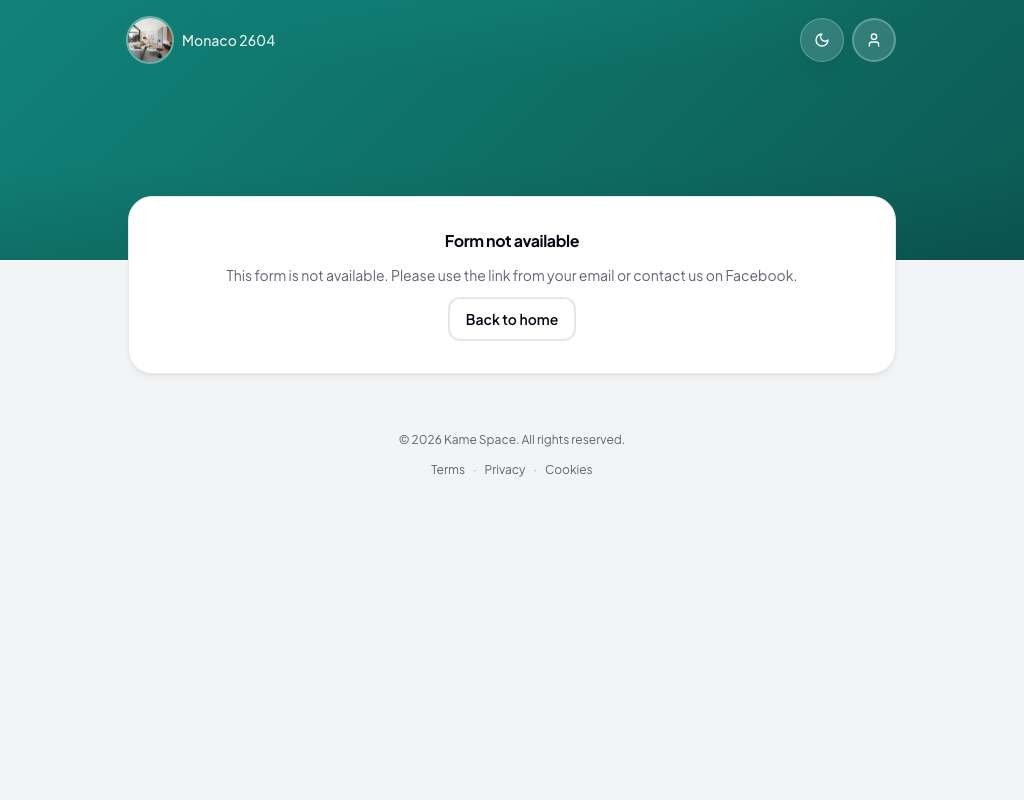 Monaco 2604
Form not available
This form is not available. Please use the link from your email or contact us on Facebook.
Back to home
© 2026 Kame Space. All rights reserved.
Terms · Privacy · Cookies